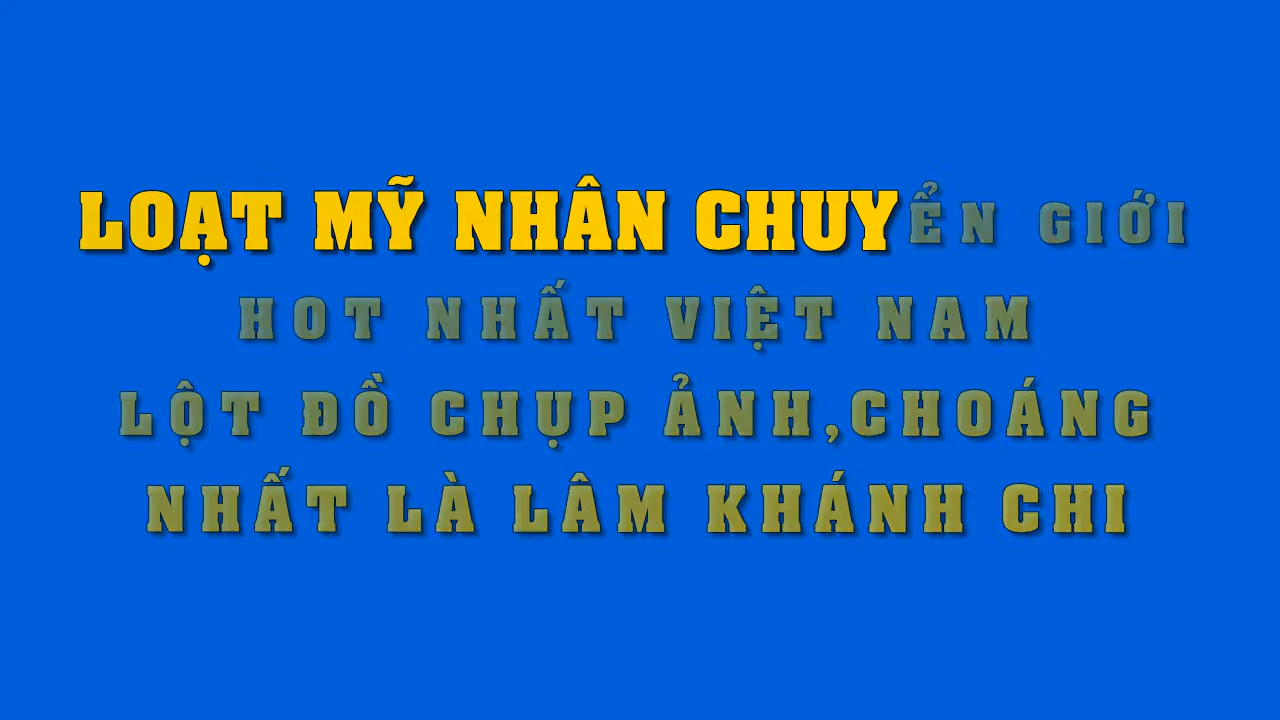 LOẠT MỸ NHÂN CHUYỂN GIỚI
HOT NHẤT VIỆT NAM
LỘT ĐỒ CHỤP ẢNH,CHOÁNG
NHẤT LÀ LÂM KHÁNH CHI